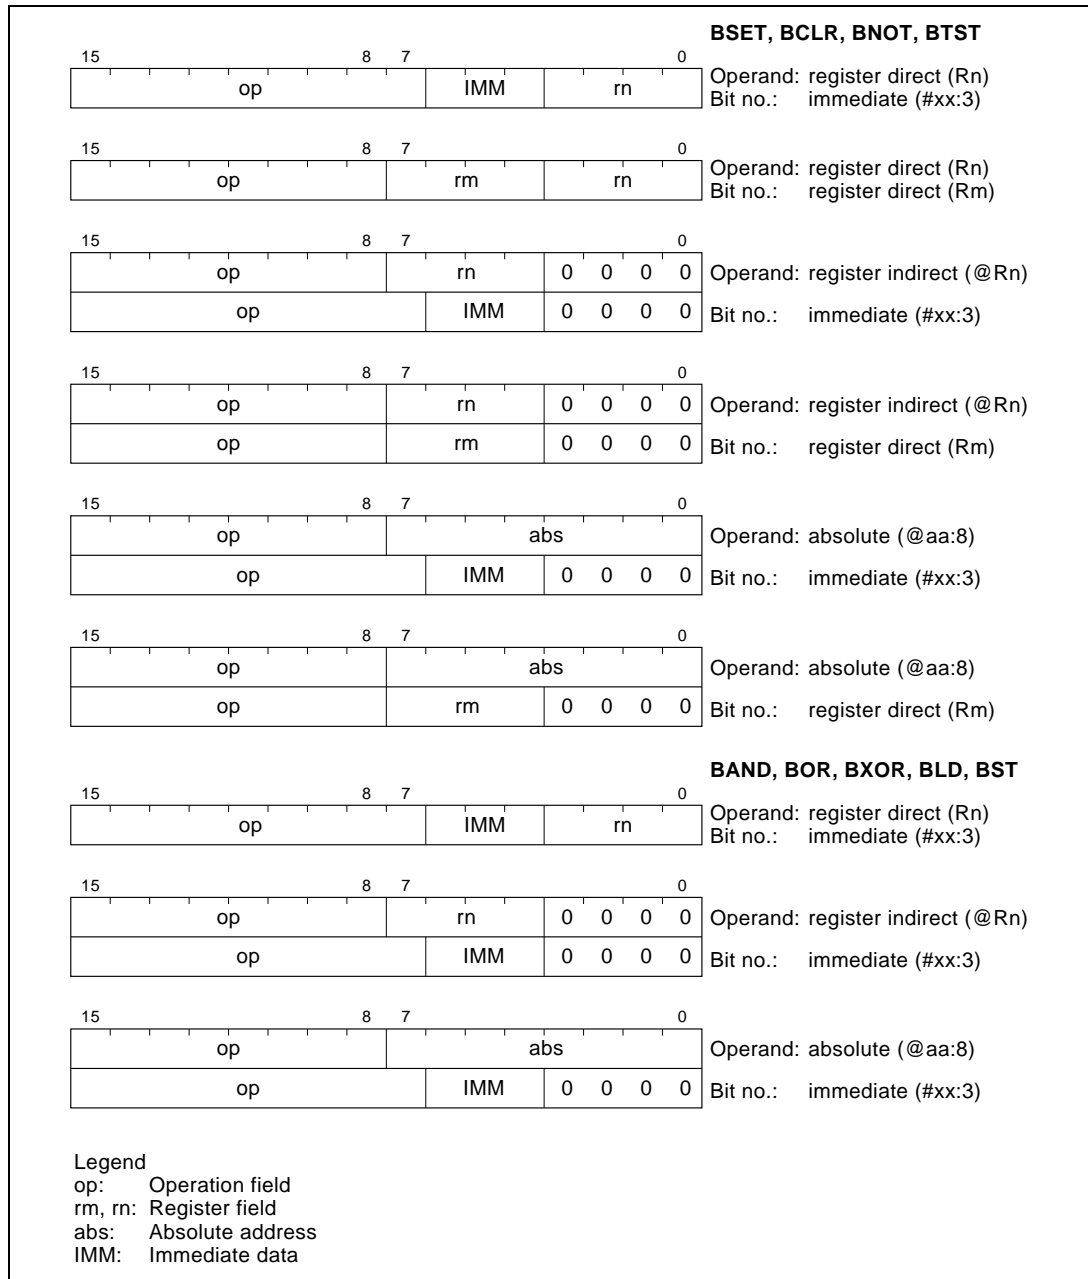 BSET, BCLR, BNOT, BTST
15 8 7 0
op IMM rn
Operand: register direct (Rn)
Bit no.: immediate (#xx:3)
15 8 7 0
op rm rn
Operand: register direct (Rn)
Bit no.: register direct (Rm)
15 8 7 0
op rn 0 0 0 0 Operand: register indirect (@Rn)
op IMM 0 0 0 0 Bit no.: immediate (#xx:3)
15 8 7 0
op rn 0 0 0 0 Operand: register indirect (@Rn)
op rm 0 0 0 0 Bit no.: register direct (Rm)
15 8 7 0
op abs Operand: absolute (@aa:8)
op IMM 0 0 0 0 Bit no.: immediate (#xx:3)
15 8 7 0
op abs Operand: absolute (@aa:8)
op rm 0 0 0 0 Bit no.: register direct (Rm)
BAND, BOR, BXOR, BLD, BST
15 8 7 0
op IMM rn
Operand: register direct (Rn)
Bit no.: immediate (#xx:3)
15 8 7 0
op rn 0 0 0 0 Operand: register indirect (@Rn)
op IMM 0 0 0 0 Bit no.: immediate (#xx:3)
15 8 7 0
op abs Operand: absolute (@aa:8)
op IMM 0 0 0 0 Bit no.: immediate (#xx:3)
Legend
op: Operation field
rm, rn: Register field
abs: Absolute address
IMM: Immediate data